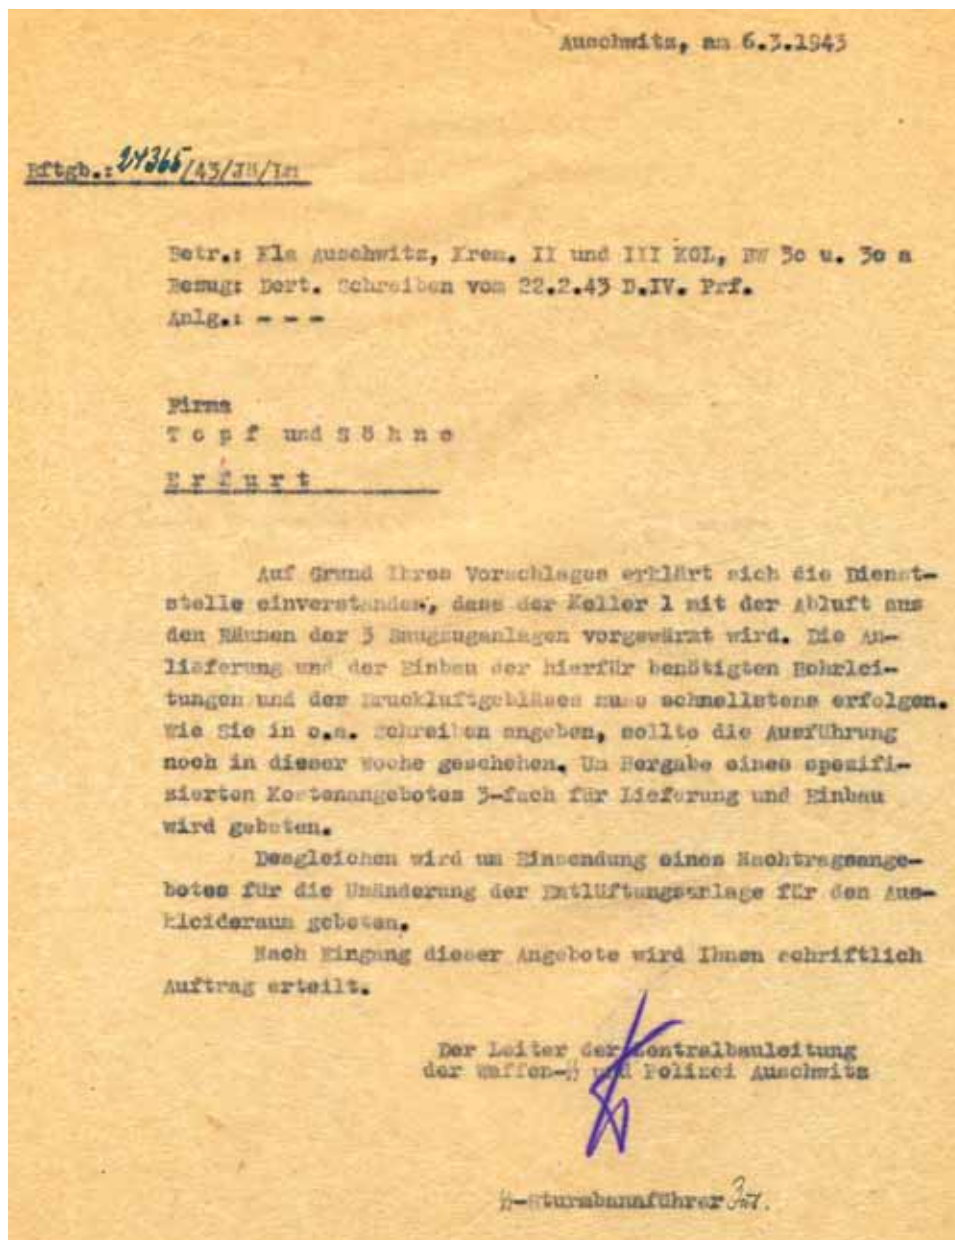 Auschwitz, am 6.3.1943
Bftgb.: 24365/43/Jä/Lm
Betr.: Kla Auschwitz, Krem. II und III KGL, BW 3o u. 3o a
Bezug: Dort. Schreiben vom 22.2.43 D.IV. Prf.
Anlg.: - - -
Firma
T o p f und S ö h n e
E r f u r t
Auf Grund Ihres Vorschlages erklärt sich die Dienst-
stelle einverstanden, dass der Keller 1 mit der Abluft aus
den Räumen der 3 Saugzuganlagen vorgewärmt wird. Die An-
lieferung und der Einbau der hierfür benötigten Rohrlei-
tungen und des Druckluftgebläses muss schnellstens erfolgen.
Wie Sie in o.a. Schreiben angeben, sollte die Ausführung
noch in dieser Woche geschehen. Um Hergabe eines spezifi-
sierten Kostenangebotes 3-fach für Lieferung und Einbau
wird gebeten.
Desgleichen wird um Einsendung eines Nachtragsange-
botes für die Umänderung der Entlüftungsanlage für den Aus-
kleideraum gebeten.
Nach Eingang dieser Angebote wird Ihnen schriftlich
Auftrag erteilt.
Der Leiter der Zentralbauleitung
der Waffen-SS und Polizei Auschwitz
SS-Sturmbannführer